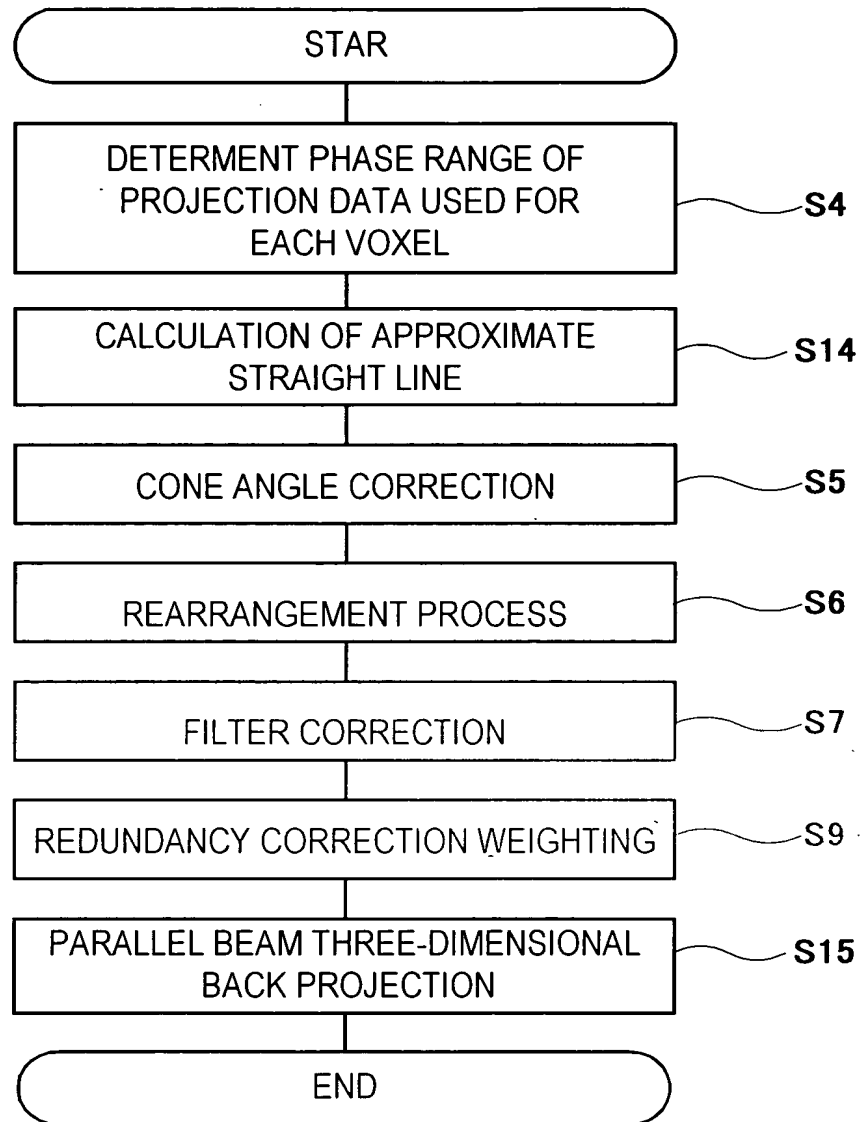 STAR
DETERMENT PHASE RANGE OF
PROJECTION DATA USED FOR
EACH VOXEL
S4
CALCULATION OF APPROXIMATE
STRAIGHT LINE
S14
CONE ANGLE CORRECTION
S5
REARRANGEMENT PROCESS
S6
FILTER CORRECTION
S7
REDUNDANCY CORRECTION WEIGHTING
S9
PARALLEL BEAM THREE-DIMENSIONAL
BACK PROJECTION
S15
END